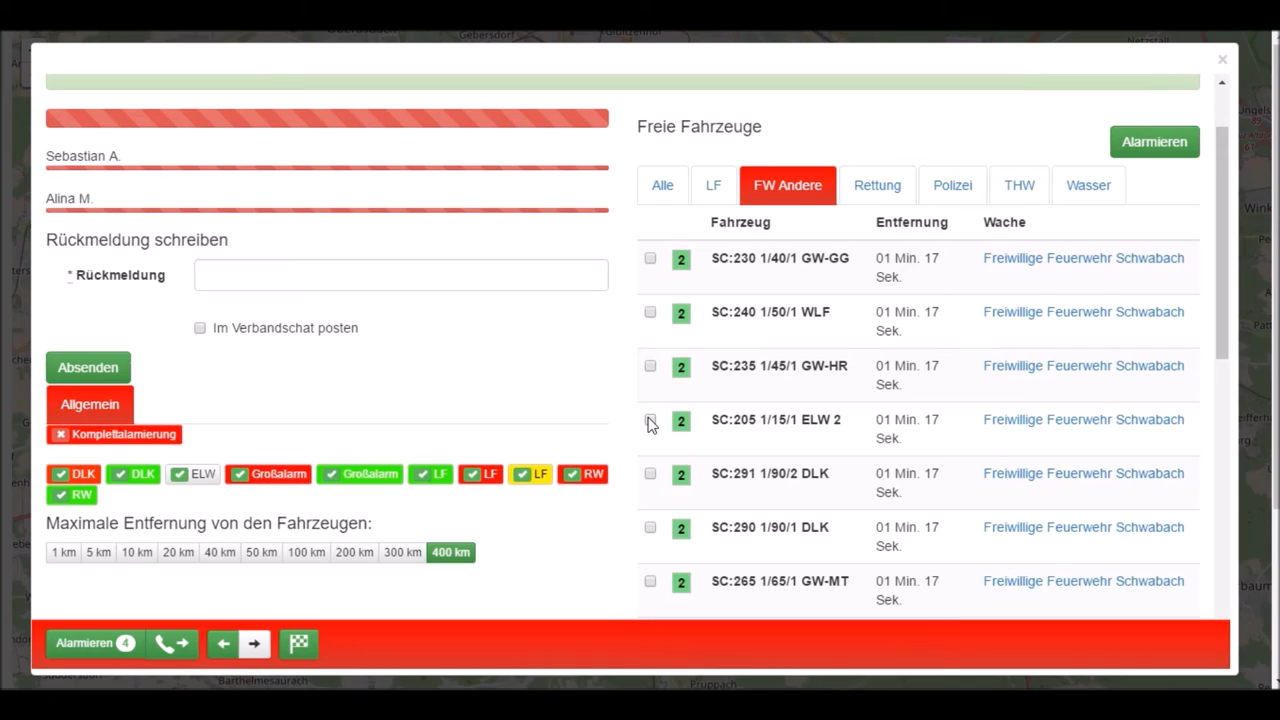 Gebersdorf
×
Sebastian A.
Alina M.
Rückmeldung schreiben
* Rückmeldung
Im Verbandschat posten
Absenden
Allgemein
Komplettalamierung
DLK DLK ELW Großalarm Großalarm LF LF LF RW
RW
Maximale Entfernung von den Fahrzeugen:
1 km 5 km 10 km 20 km 40 km 50 km 100 km 200 km 300 km 400 km
Freie Fahrzeuge
Alarmieren
Alle LF FW Andere Rettung Polizei THW Wasser
Fahrzeug Entfernung Wache
2 SC:230 1/40/1 GW-GG 01 Min. 17 Freiwillige Feuerwehr Schwabach
Sek.
2 SC:240 1/50/1 WLF 01 Min. 17 Freiwillige Feuerwehr Schwabach
Sek.
2 SC:235 1/45/1 GW-HR 01 Min. 17 Freiwillige Feuerwehr Schwabach
Sek.
2 SC:205 1/15/1 ELW 2 01 Min. 17 Freiwillige Feuerwehr Schwabach
Sek.
2 SC:291 1/90/2 DLK 01 Min. 17 Freiwillige Feuerwehr Schwabach
Sek.
2 SC:290 1/90/1 DLK 01 Min. 17 Freiwillige Feuerwehr Schwabach
Sek.
2 SC:265 1/65/1 GW-MT 01 Min. 17 Freiwillige Feuerwehr Schwabach
Sek.
Alarmieren 4
Barthelmesaurach
Pruppach